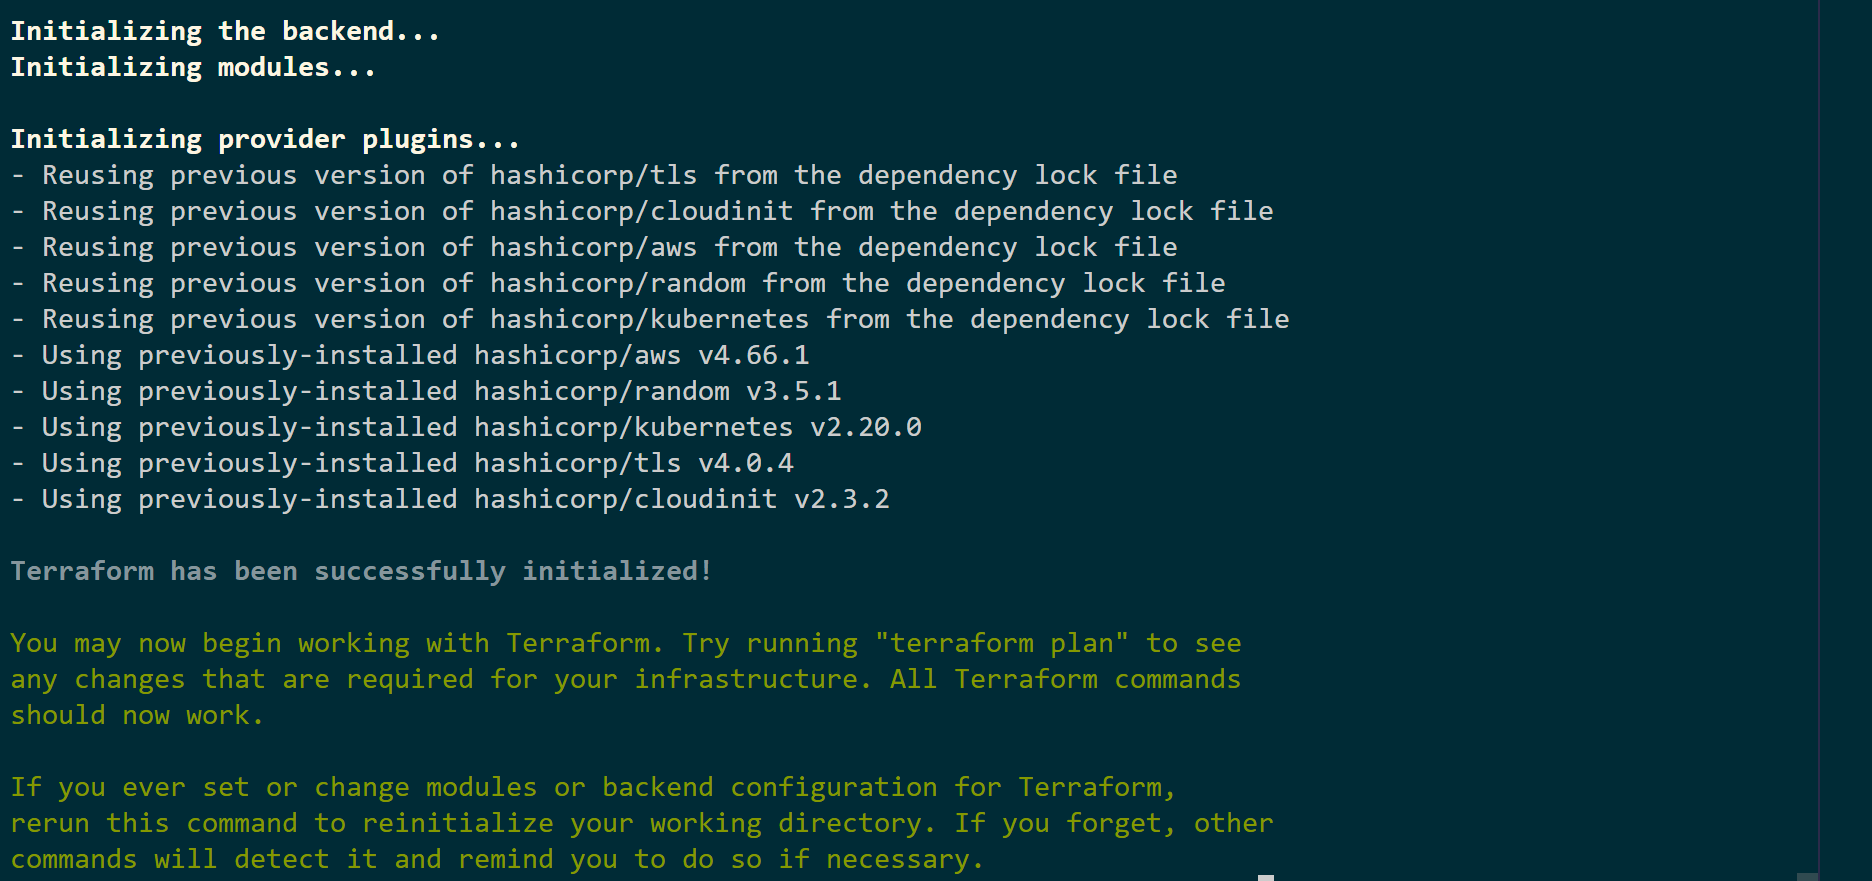 Initializing the backend...
Initializing modules...
Initializing provider plugins...
- Reusing previous version of hashicorp/tls from the dependency lock file
- Reusing previous version of hashicorp/cloudinit from the dependency lock file
- Reusing previous version of hashicorp/aws from the dependency lock file
- Reusing previous version of hashicorp/random from the dependency lock file
- Reusing previous version of hashicorp/kubernetes from the dependency lock file
- Using previously-installed hashicorp/aws v4.66.1
- Using previously-installed hashicorp/random v3.5.1
- Using previously-installed hashicorp/kubernetes v2.20.0
- Using previously-installed hashicorp/tls v4.0.4
- Using previously-installed hashicorp/cloudinit v2.3.2
Terraform has been successfully initialized!
You may now begin working with Terraform. Try running "terraform plan" to see
any changes that are required for your infrastructure. All Terraform commands
should now work.
If you ever set or change modules or backend configuration for Terraform,
rerun this command to reinitialize your working directory. If you forget, other
commands will detect it and remind you to do so if necessary.